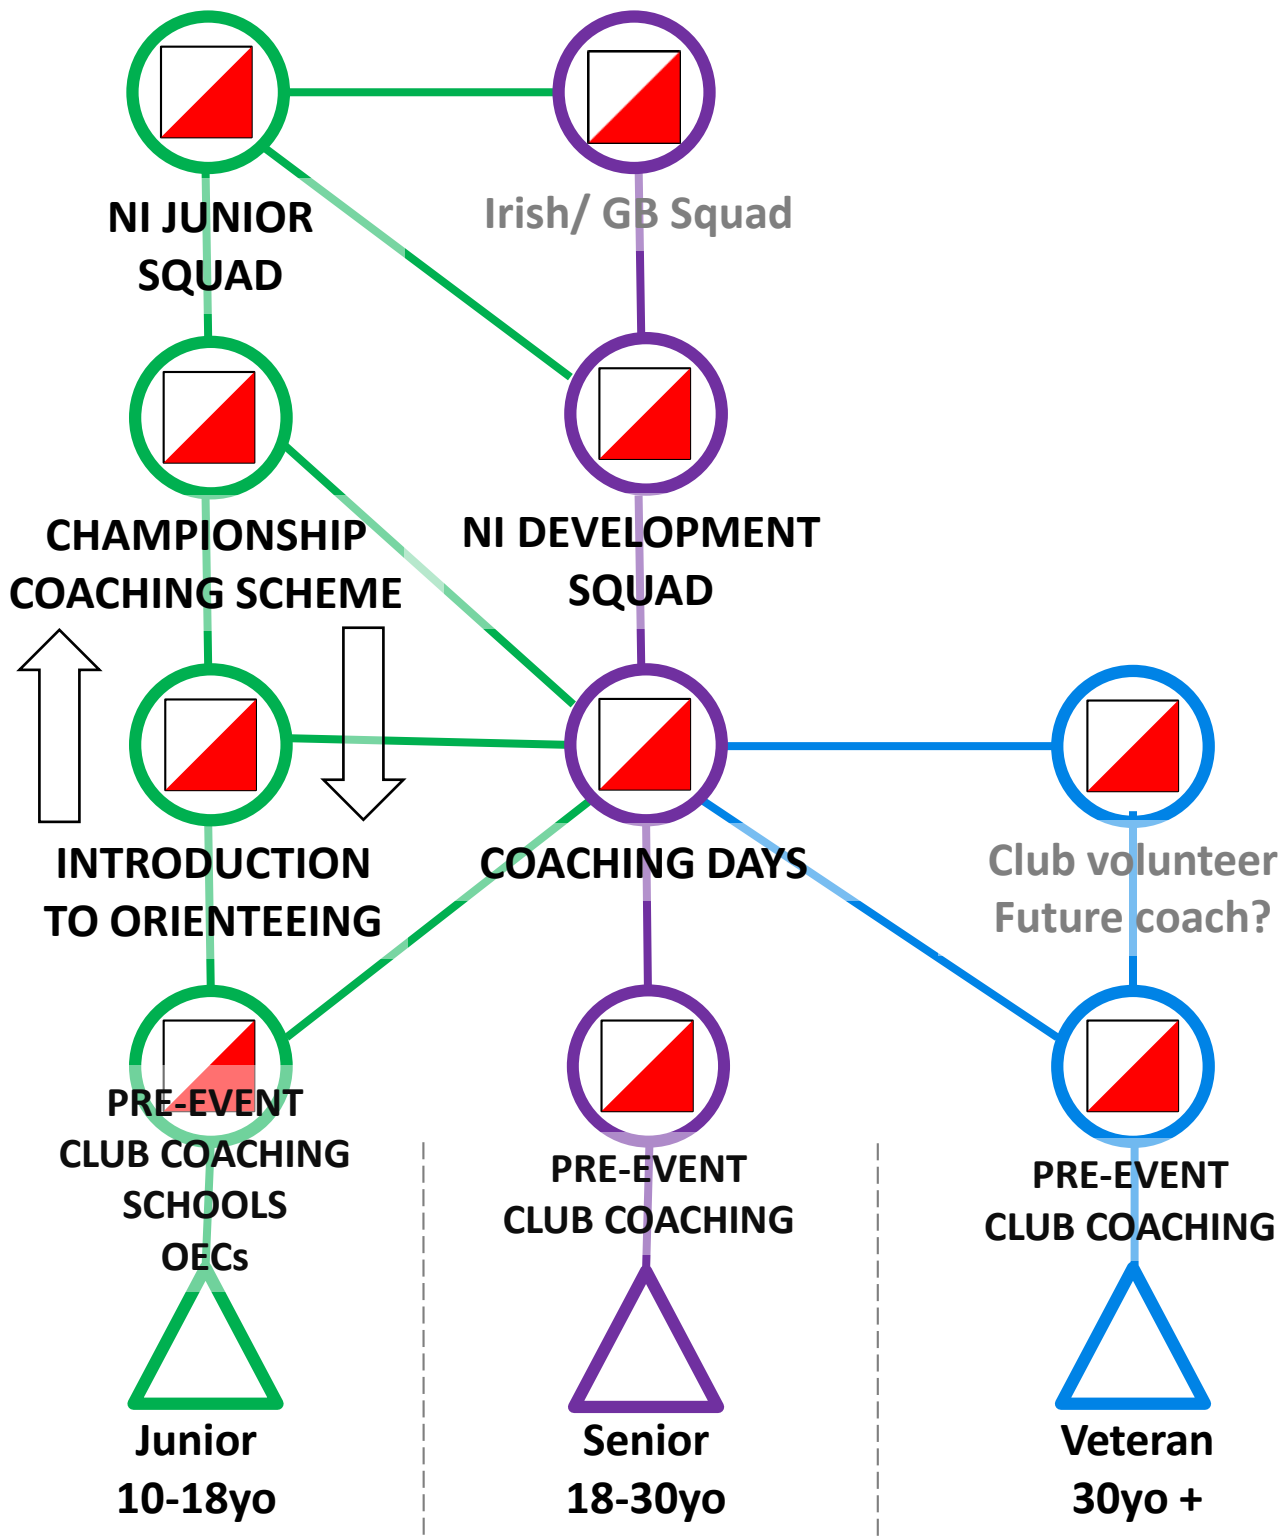 NI JUNIOR
SQUAD
Irish/ GB Squad
CHAMPIONSHIP
COACHING SCHEME
NI DEVELOPMENT
SQUAD
INTRODUCTION
TO ORIENTEEING
COACHING DAYS
Club volunteer
Future coach?
PRE-EVENT
CLUB COACHING
SCHOOLS
OECs
PRE-EVENT
CLUB COACHING
PRE-EVENT
CLUB COACHING
Junior
10-18yo
Senior
18-30yo
Veteran
30yo +